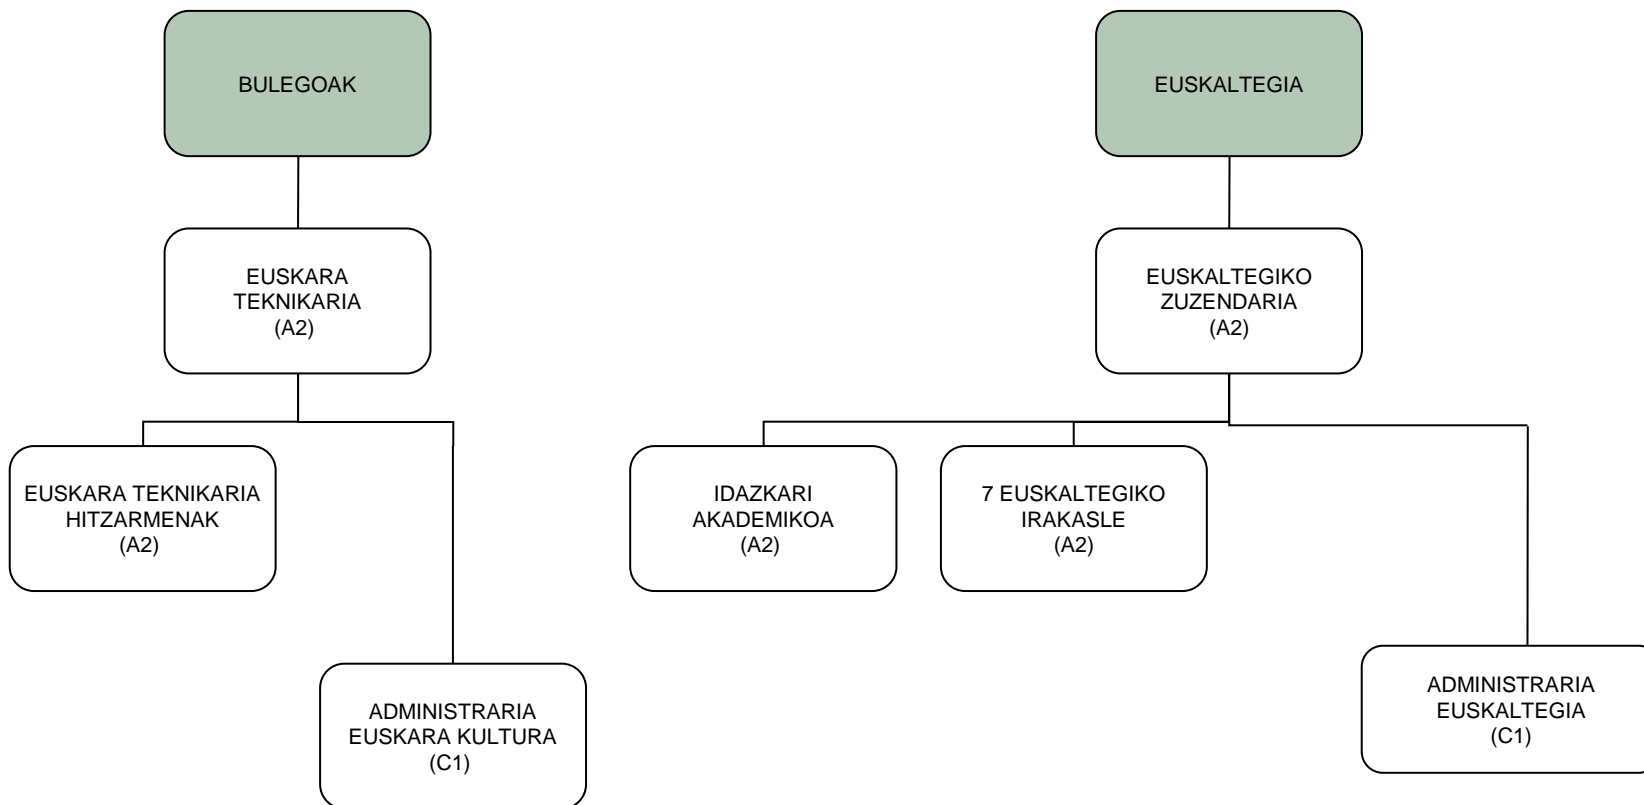 BULEGOAK
EUSKALTEGIA
EUSKARA
TEKNIKARIA
(A2)
EUSKALTEGIKO
ZUZENDARIA
(A2)
EUSKARA TEKNIKARIA
HITZARMENAK
(A2)
IDAZKARI
AKADEMIKOA
(A2)
7 EUSKALTEGIKO
IRAKASLE
(A2)
ADMINISTRARIA
EUSKARA KULTURA
(C1)
ADMINISTRARIA
EUSKALTEGIA
(C1)